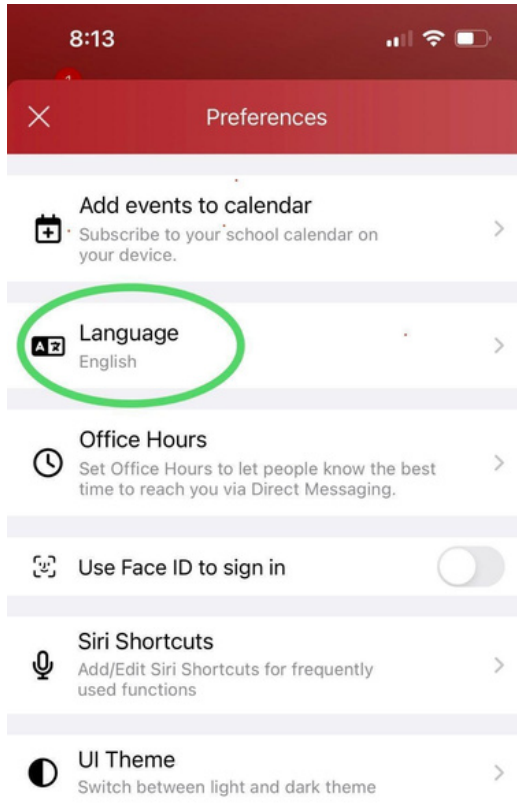 8:13
1
Preferences
Add events to calendar
Subscribe to your school calendar on
your device.
Language
English
Office Hours
Set Office Hours to let people know the best
time to reach you via Direct Messaging.
Use Face ID to sign in
Siri Shortcuts
Add/Edit Siri Shortcuts for frequently
used functions
UI Theme
Switch between light and dark theme